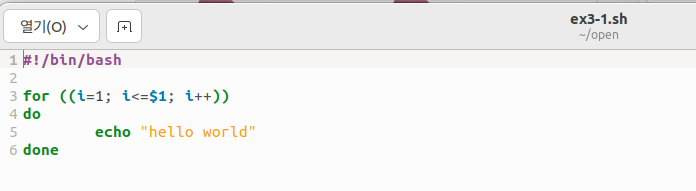 열기(O)
ex3-1.sh
~/open
1 #!/bin/bash
2
3 for ((i=1; i<=$1; i++))
4 do
5 echo "hello world"
6 done